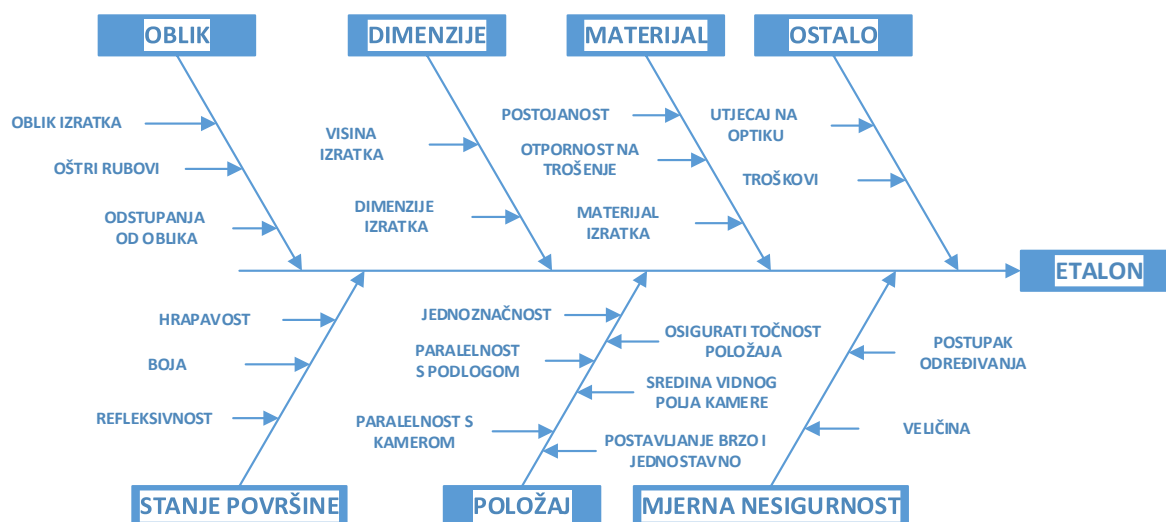 OBLIK
DIMENZIJE
MATERIJAL
OSTALO
OBLIK IZRATKA
OŠTRI RUBOVI
ODSTUPANJA
OD OBLIKA
VISINA
IZRATKA
DIMENZIJE
IZRATKA
POSTOJANOST
OTPORNOST NA
TROŠENJE
MATERIJAL
IZRATKA
UTJECAJ NA
OPTIKU
TROŠKOVI
ETALON
HRAPAVOST
BOJA
REFLEKSIVNOST
JEDNOZNAČNOST
PARALELNOST
S PODLOGOM
PARALELNOST S
KAMEROM
OSIGURATI TOČNOST
POLOŽAJA
SREDINA VIDNOG
POLJA KAMERE
POSTAVLJANJE BRZO I
JEDNOSTAVNO
POSTUPAK
ODREĐIVANJA
VELIČINA
STANJE POVRŠINE
POLOŽAJ
MJERNA NESIGURNOST